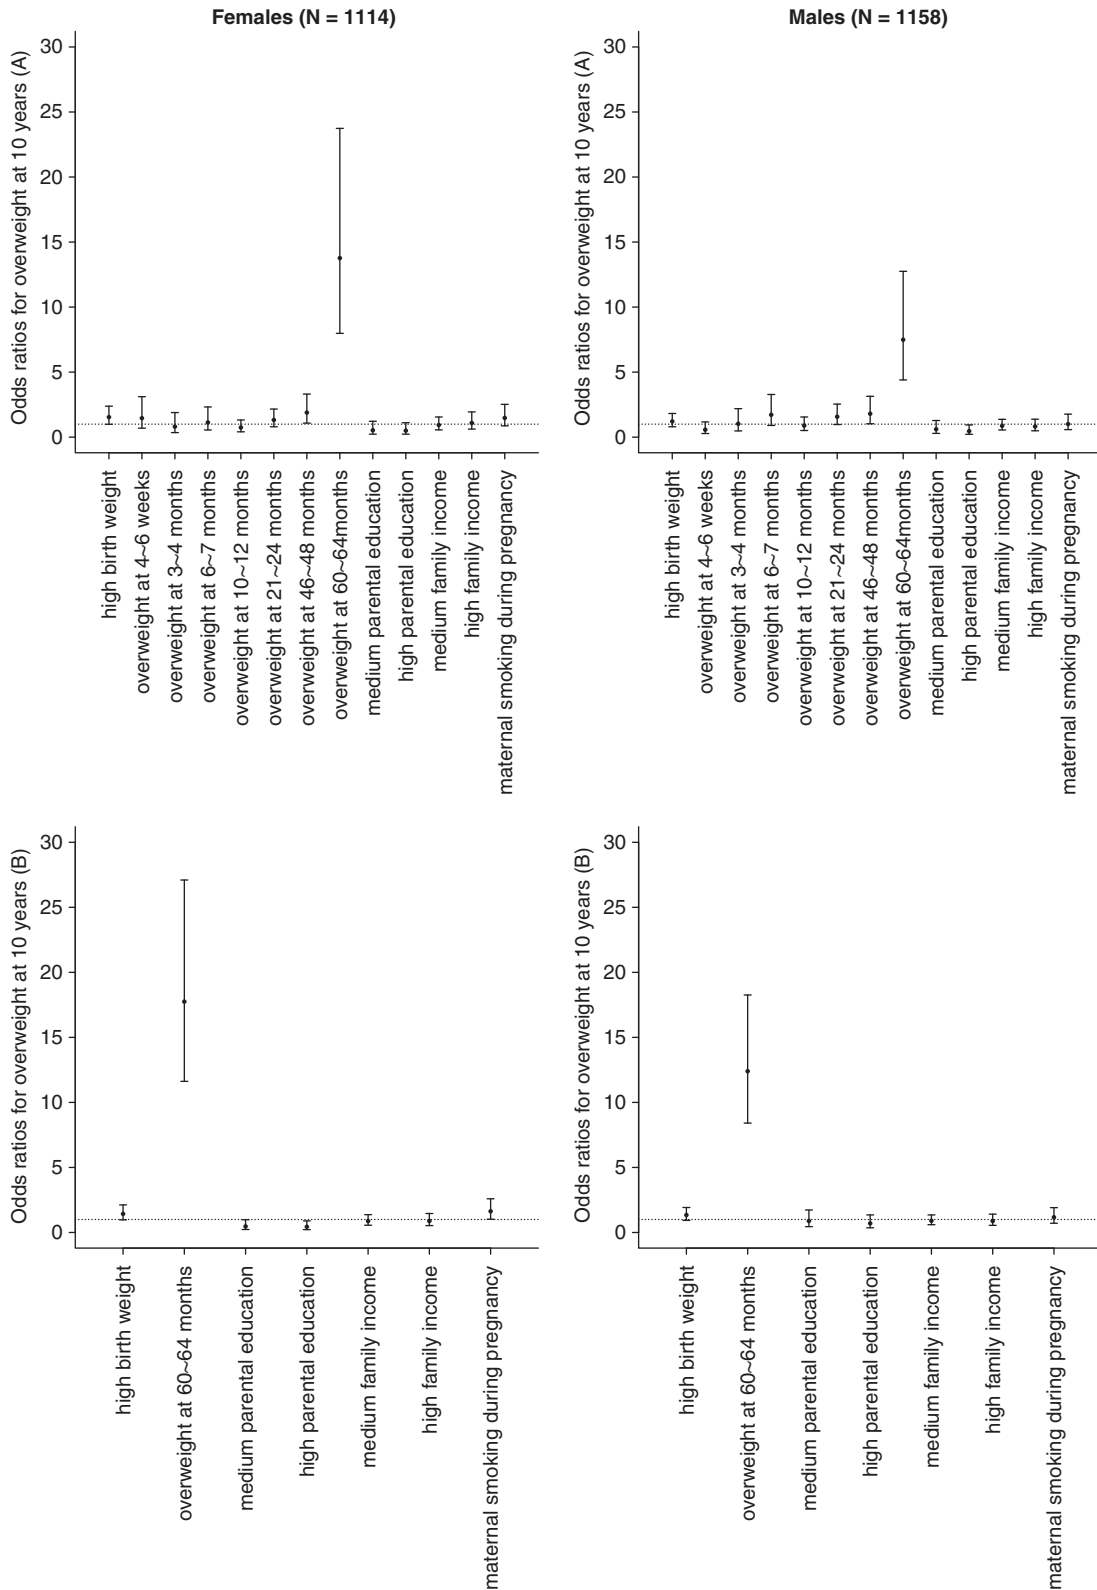 Females (N = 1114)
Odds ratios for overweight at 10 years (A)
30
25
20
15
10
5
0
high birth weight
overweight at 4~6 weeks
overweight at 3~4 months
overweight at 6~7 months
overweight at 10~12 months
overweight at 21~24 months
overweight at 46~48 months
overweight at 60~64months
medium parental education
high parental education
medium family income
high family income
maternal smoking during pregnancy
Males (N = 1158)
Odds ratios for overweight at 10 years (A)
30
25
20
15
10
5
0
high birth weight
overweight at 4~6 weeks
overweight at 3~4 months
overweight at 6~7 months
overweight at 10~12 months
overweight at 21~24 months
overweight at 46~48 months
overweight at 60~64months
medium parental education
high parental education
medium family income
high family income
maternal smoking during pregnancy
Odds ratios for overweight at 10 years (B)
30
25
20
15
10
5
0
high birth weight
overweight at 60~64 months
medium parental education
high parental education
medium family income
high family income
maternal smoking during pregnancy
Odds ratios for overweight at 10 years (B)
30
25
20
15
10
5
0
high birth weight
overweight at 60~64 months
medium parental education
high parental education
medium family income
high family income
maternal smoking during pregnancy